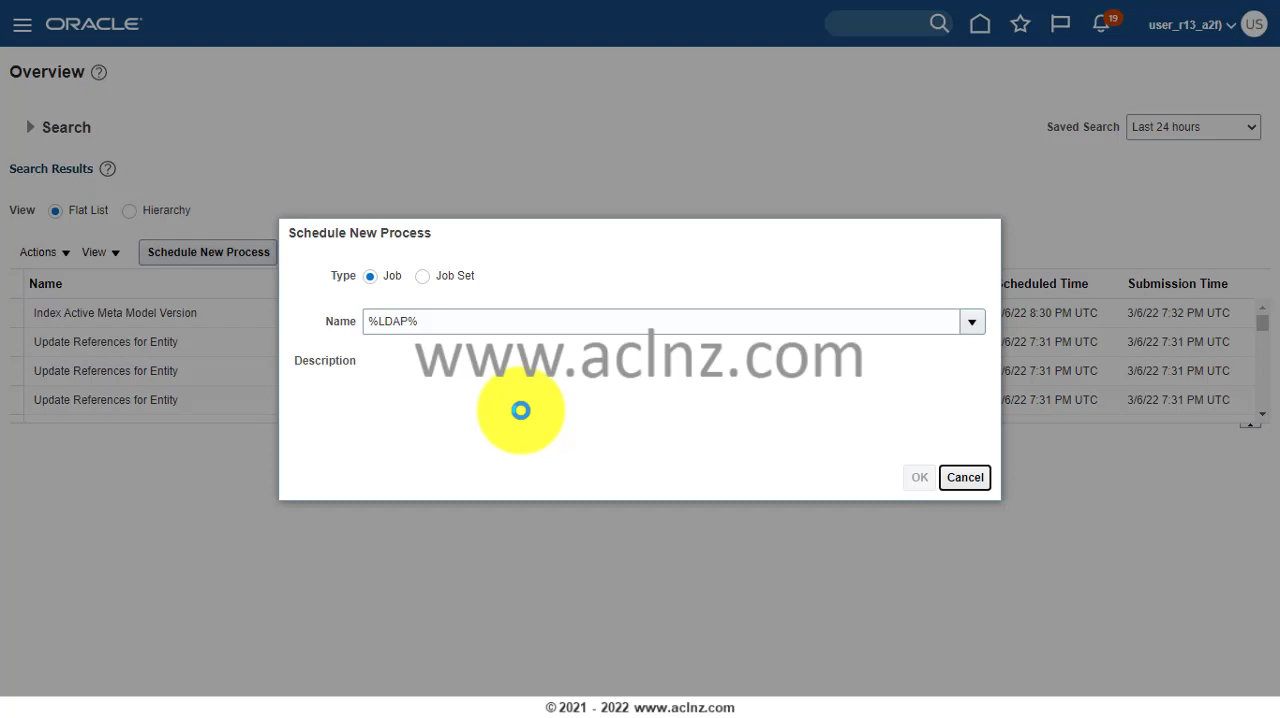 ORACLE
19
user_r13_a2f)
US
Overview
Search
Saved Search
Last 24 hours
Search Results
View
Flat List
Hierarchy
Actions
View
Schedule New Process
Name
cheduled Time
Submission Time
Index Active Meta Model Version
/6/22 8:30 PM UTC
3/6/22 7:32 PM UTC
Update References for Entity
/6/22 7:31 PM UTC
3/6/22 7:31 PM UTC
Update References for Entity
/6/22 7:31 PM UTC
3/6/22 7:31 PM UTC
Update References for Entity
/6/22 7:31 PM UTC
3/6/22 7:31 PM UTC
Schedule New Process
Type
Job
Job Set
Name
%LDAP%
Description
www.aclnz.com
OK
Cancel
© 2021 - 2022 www.aclnz.com